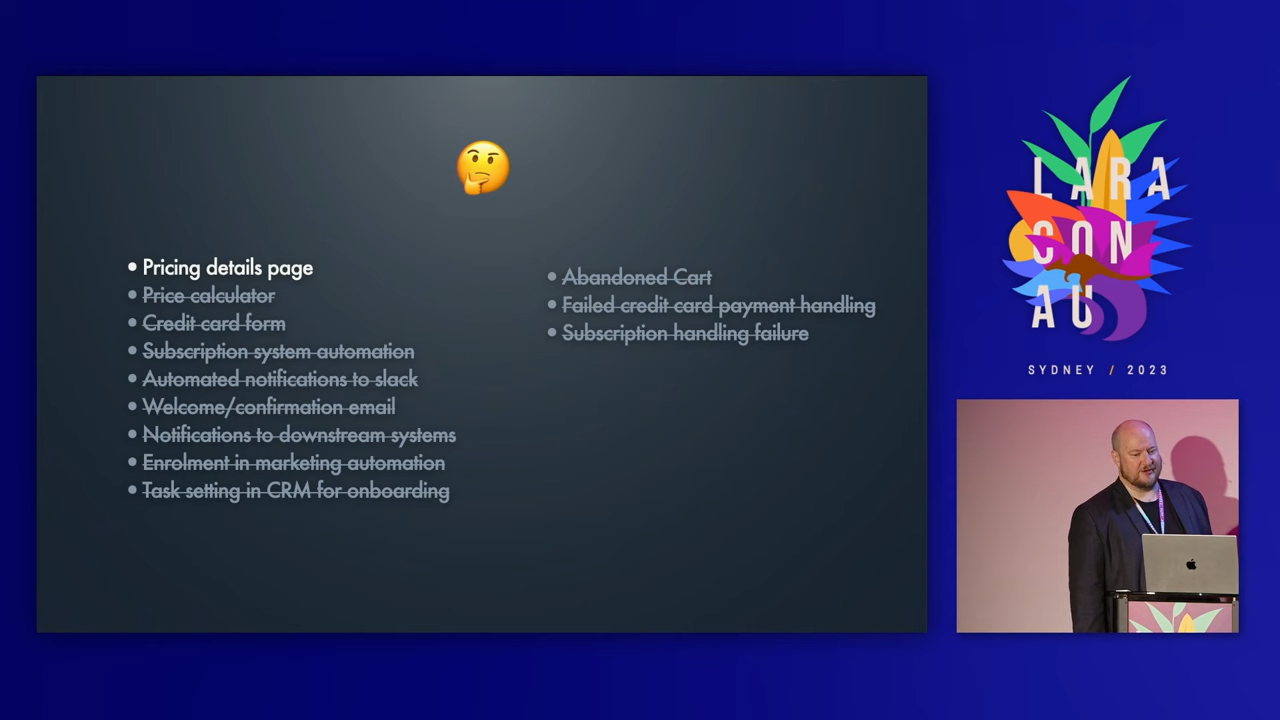 • Pricing details page
• Price calculator
• Credit card form
• Subscription system automation
• Automated notifications to slack
• Welcome/confirmation email
• Notifications to downstream systems
• Enrolment in marketing automation
• Task setting in CRM for onboarding
• Abandoned Cart
• Failed credit card payment handling
• Subscription handling failure
LARA
CON
AU
SYDNEY / 2023